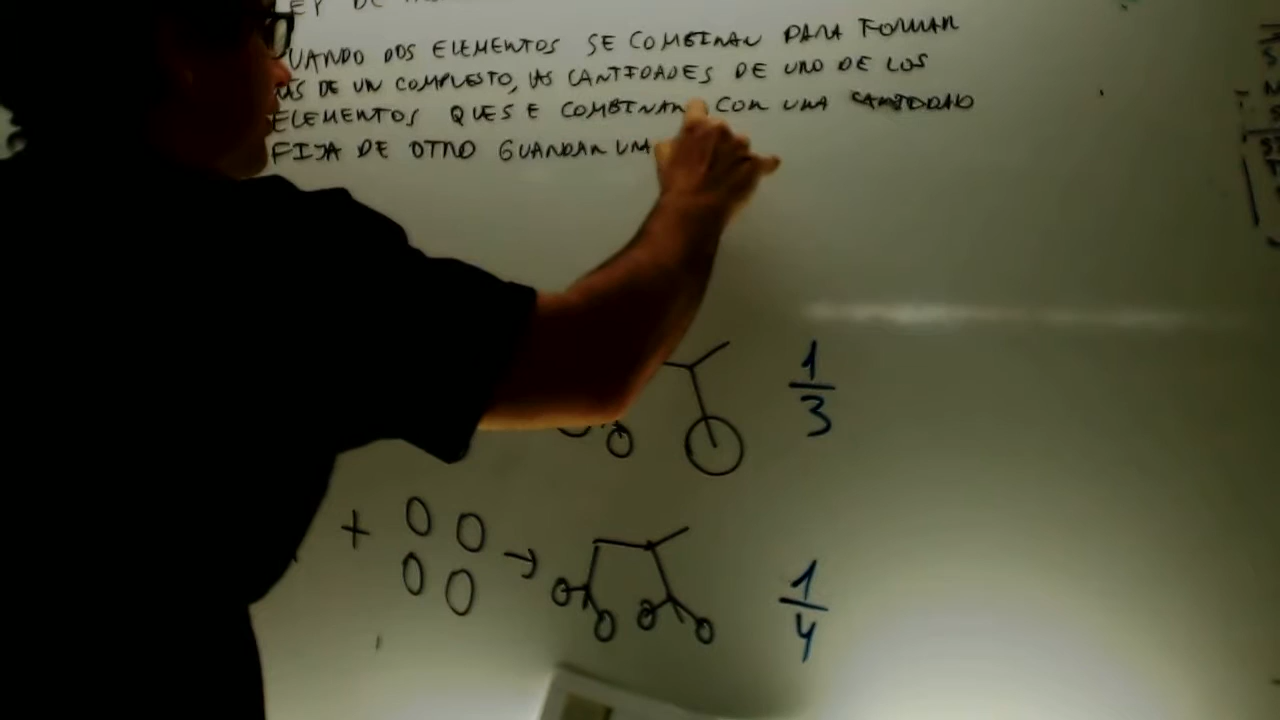 LEY DE
CUANDO DOS ELEMENTOS SE COMBINAN PARA FORMAR
MÁS DE UN COMPUESTO, LAS CANTIDADES DE UNO DE LOS
ELEMENTOS QUE SE COMBINAN CON UNA CANTIDAD
FIJA DE OTRO GUARDAN UNA
1
3
+
→
1
4